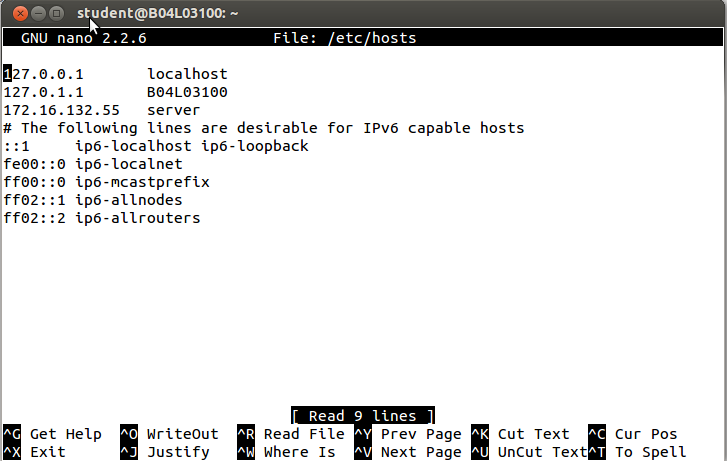 student@B04L03100: ~
GNU nano 2.2.6 File: /etc/hosts
127.0.0.1 localhost
127.0.1.1 B04L03100
172.16.132.55 server
# The following lines are desirable for IPv6 capable hosts
::1 ip6-localhost ip6-loopback
fe00::0 ip6-localnet
ff00::0 ip6-mcastprefix
ff02::1 ip6-allnodes
ff02::2 ip6-allrouters
[ Read 9 lines ]
^G Get Help ^O WriteOut ^R Read File ^Y Prev Page ^K Cut Text ^C Cur Pos
^X Exit ^J Justify ^W Where Is ^V Next Page ^U UnCut Text ^T To Spell